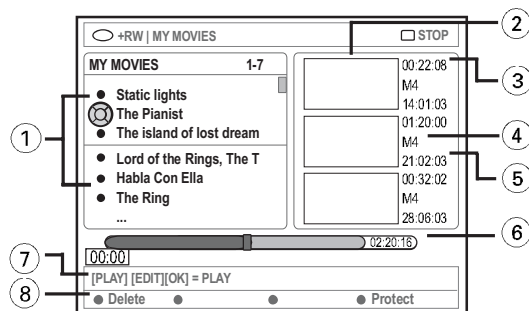 +RW | MY MOVIES
STOP
MY MOVIES 1-7
Static lights
The Pianist
The island of lost dream
Lord of the Rings, The T
Habla Con Ella
The Ring
...
00:22:08
M4
14:01:03
01:20:00
M4
21:02:03
00:32:02
M4
28:06:03
02:20:16
00:00
[PLAY] [EDIT][OK] = PLAY
Delete
Protect
1
2
3
4
5
6
7
8